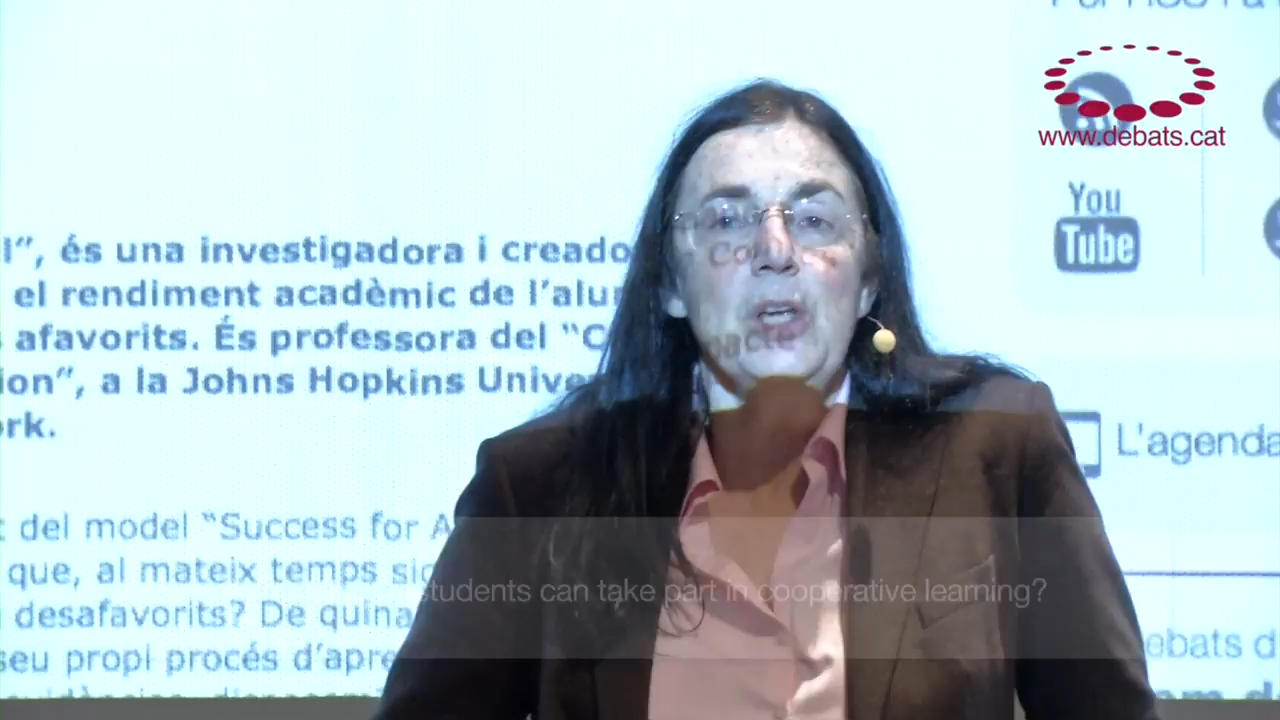 www.debats.cat
You
Tube
l”, és una investigadora i creado
el rendiment acadèmic de l’alu
afavorits. És professora del “C
ion”, a la Johns Hopkins Unive
rk.
L'agenda
t del model “Success for A
que, al mateix temps sig
students can take part in cooperative learning?
desafavorits? De quina
seu propi procés d’apre
ebats d